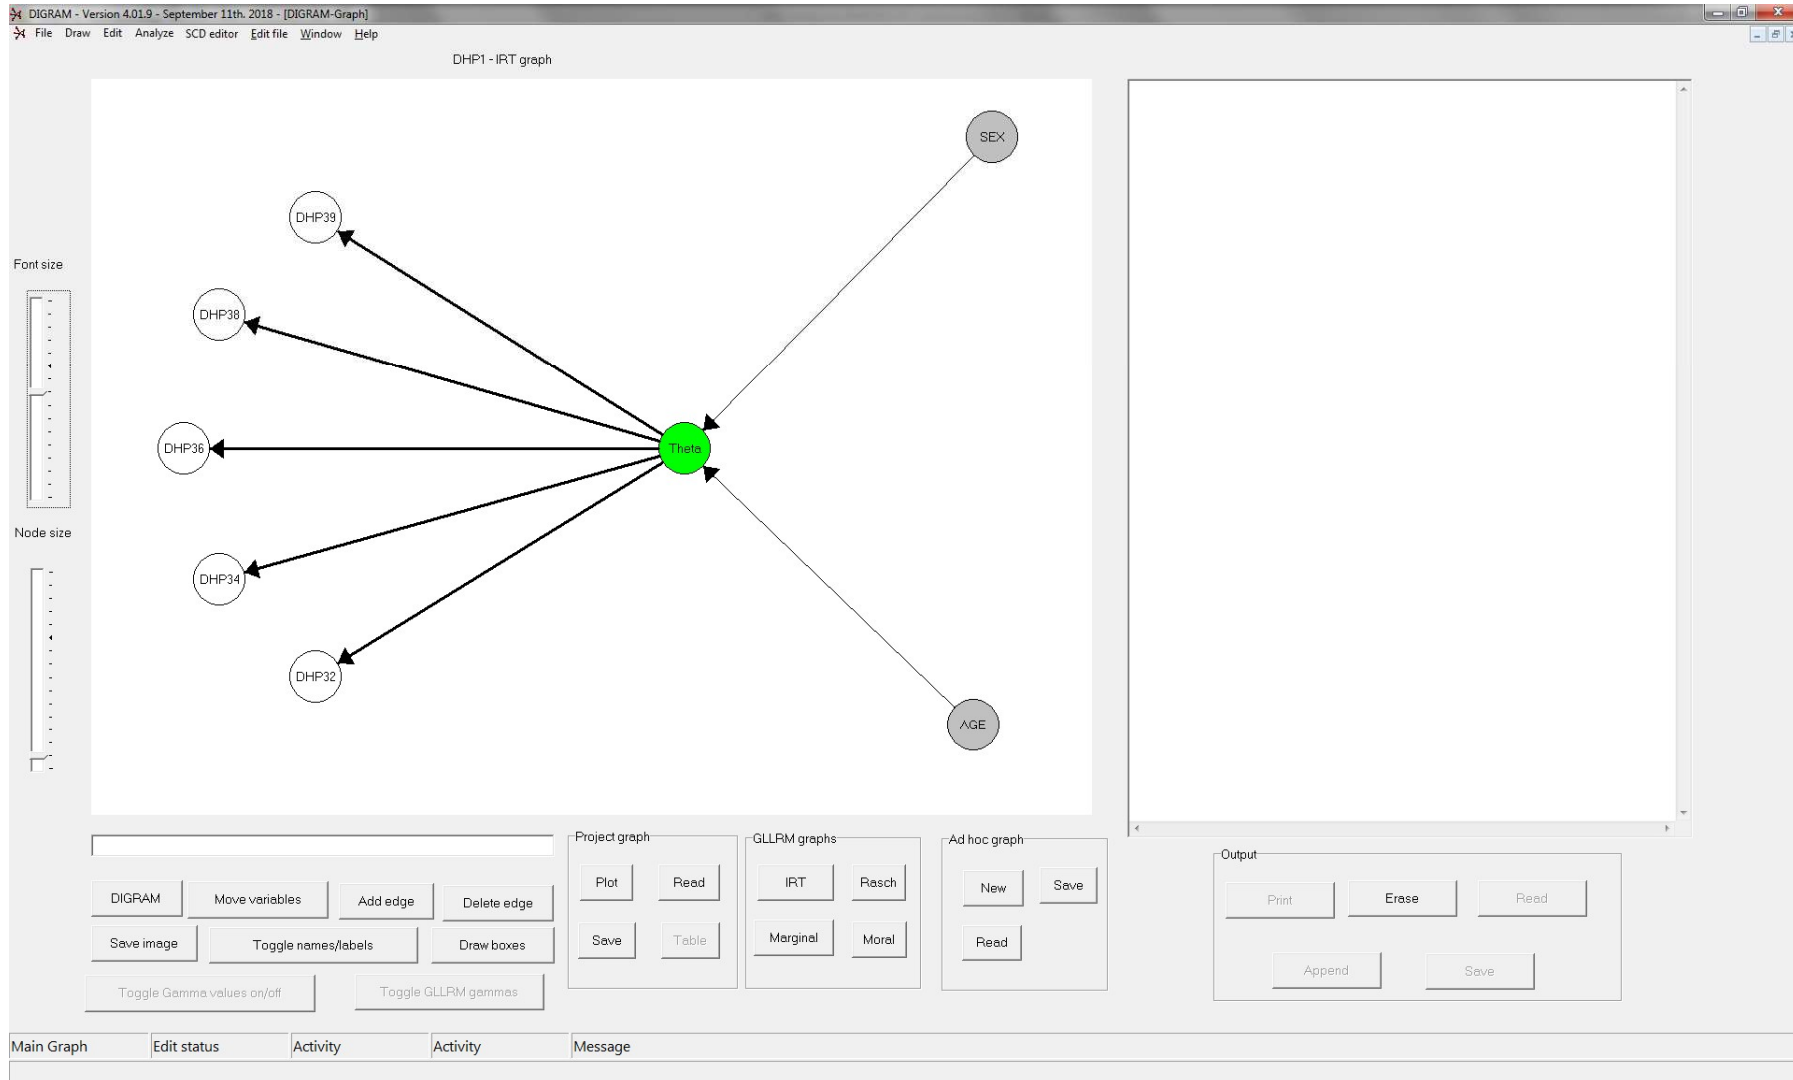 DIGRAM - Version 4.01.9 - September 11th. 2018 - [DIGRAM-Graph]
File Draw Edit Analyze SCD editor Edit file Window Help
DHP1 - IRT graph
SEX
DHP39
Font size
DHP38
DHP36
Theta
Node size
DHP34
DHP32
AGE
Project graph
GLLRM graphs
Ad hoc graph
Output
Plot Read IRT Rasch New Save
DIGRAM Move variables Add edge Delete edge
Print Erase Read
Save image Toggle names/labels Draw boxes
Save Table Marginal Moral Read
Append Save
Toggle Gamma values on/off Toggle GLLRM gammas
Main Graph Edit status Activity Activity Message